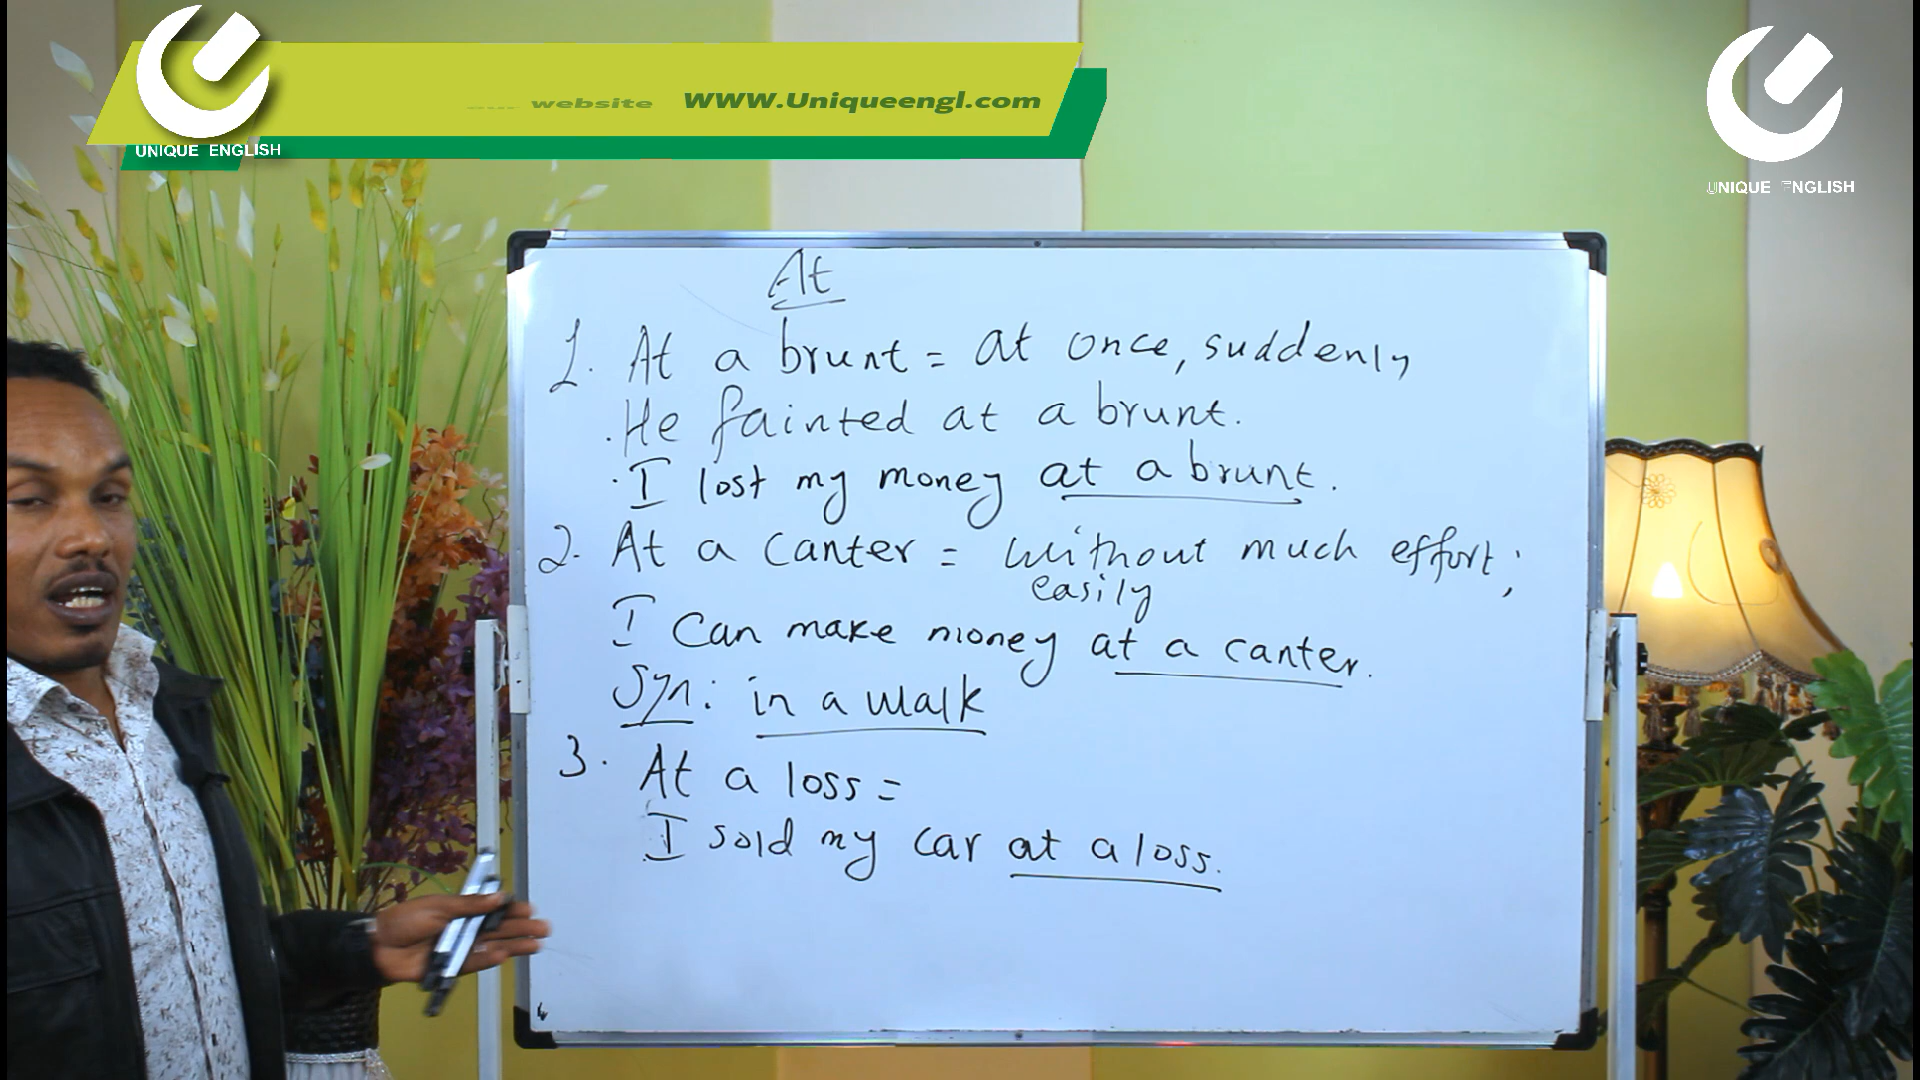 website WWW.Uniqueengl.com
UNIQUE ENGLISH
UNIQUE ENGLISH
At
1. At a brunt = at once, suddenly
. He fainted at a brunt.
. I lost my money at a brunt.
2. At a canter = without much effort;
easily
I can make money at a canter.
Syn: in a walk
3. At a loss =
I sold my car at a loss.